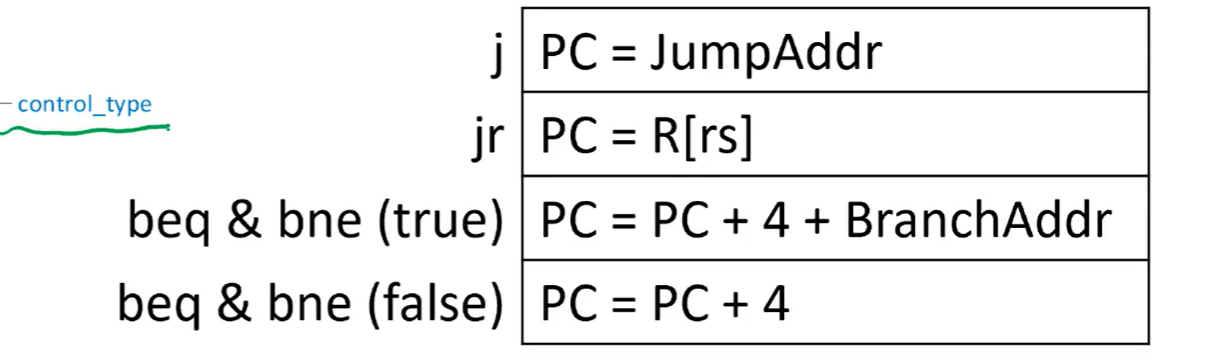 j PC = JumpAddr
control_type
jr PC = R[rs]
beq & bne (true) PC = PC + 4 + BranchAddr
beq & bne (false) PC = PC + 4